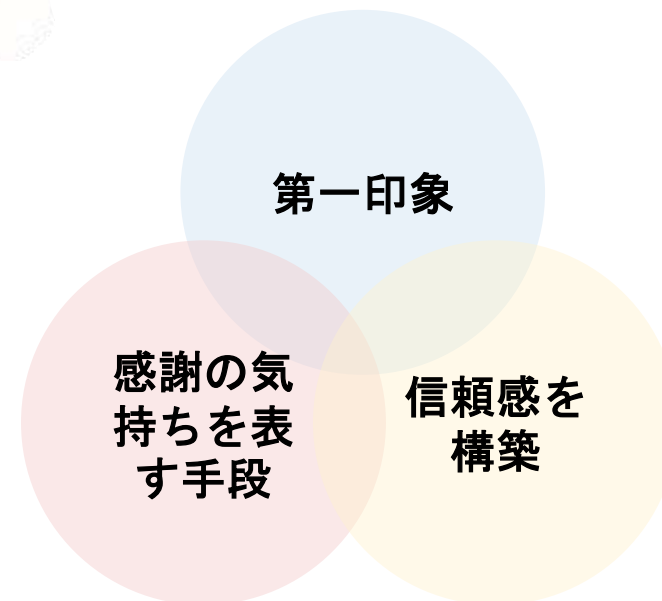 第一印象
感謝の気
持ちを表
す手段
信頼感を
構築